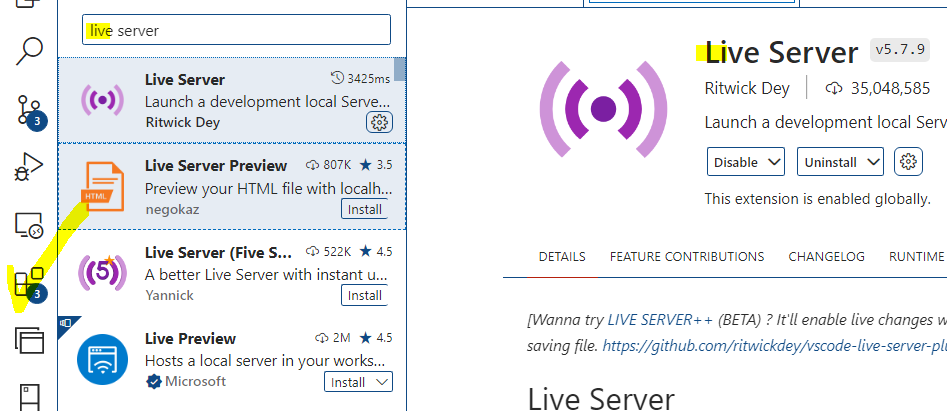 live server
Live Server
3425ms
Launch a development local Serve...
Ritwick Dey
Live Server Preview
807K
3.5
Preview your HTML file with localh...
negokaz
Install
HTML
Live Server (Five S...
522K
4.5
A better Live Server with instant u...
Yannick
Install
5
Live Preview
2M
4.5
Hosts a local server in your works...
Microsoft
Install
3
3
Live Server
v5.7.9
Ritwick Dey
35,048,585
Launch a development local Serv
Disable
Uninstall
This extension is enabled globally.
DETAILS
FEATURE CONTRIBUTIONS
CHANGELOG
RUNTIME
[Wanna try LIVE SERVER++ (BETA) ? It'll enable live changes w
saving file. https://github.com/ritwickdey/vscode-live-server-pl
Live Server